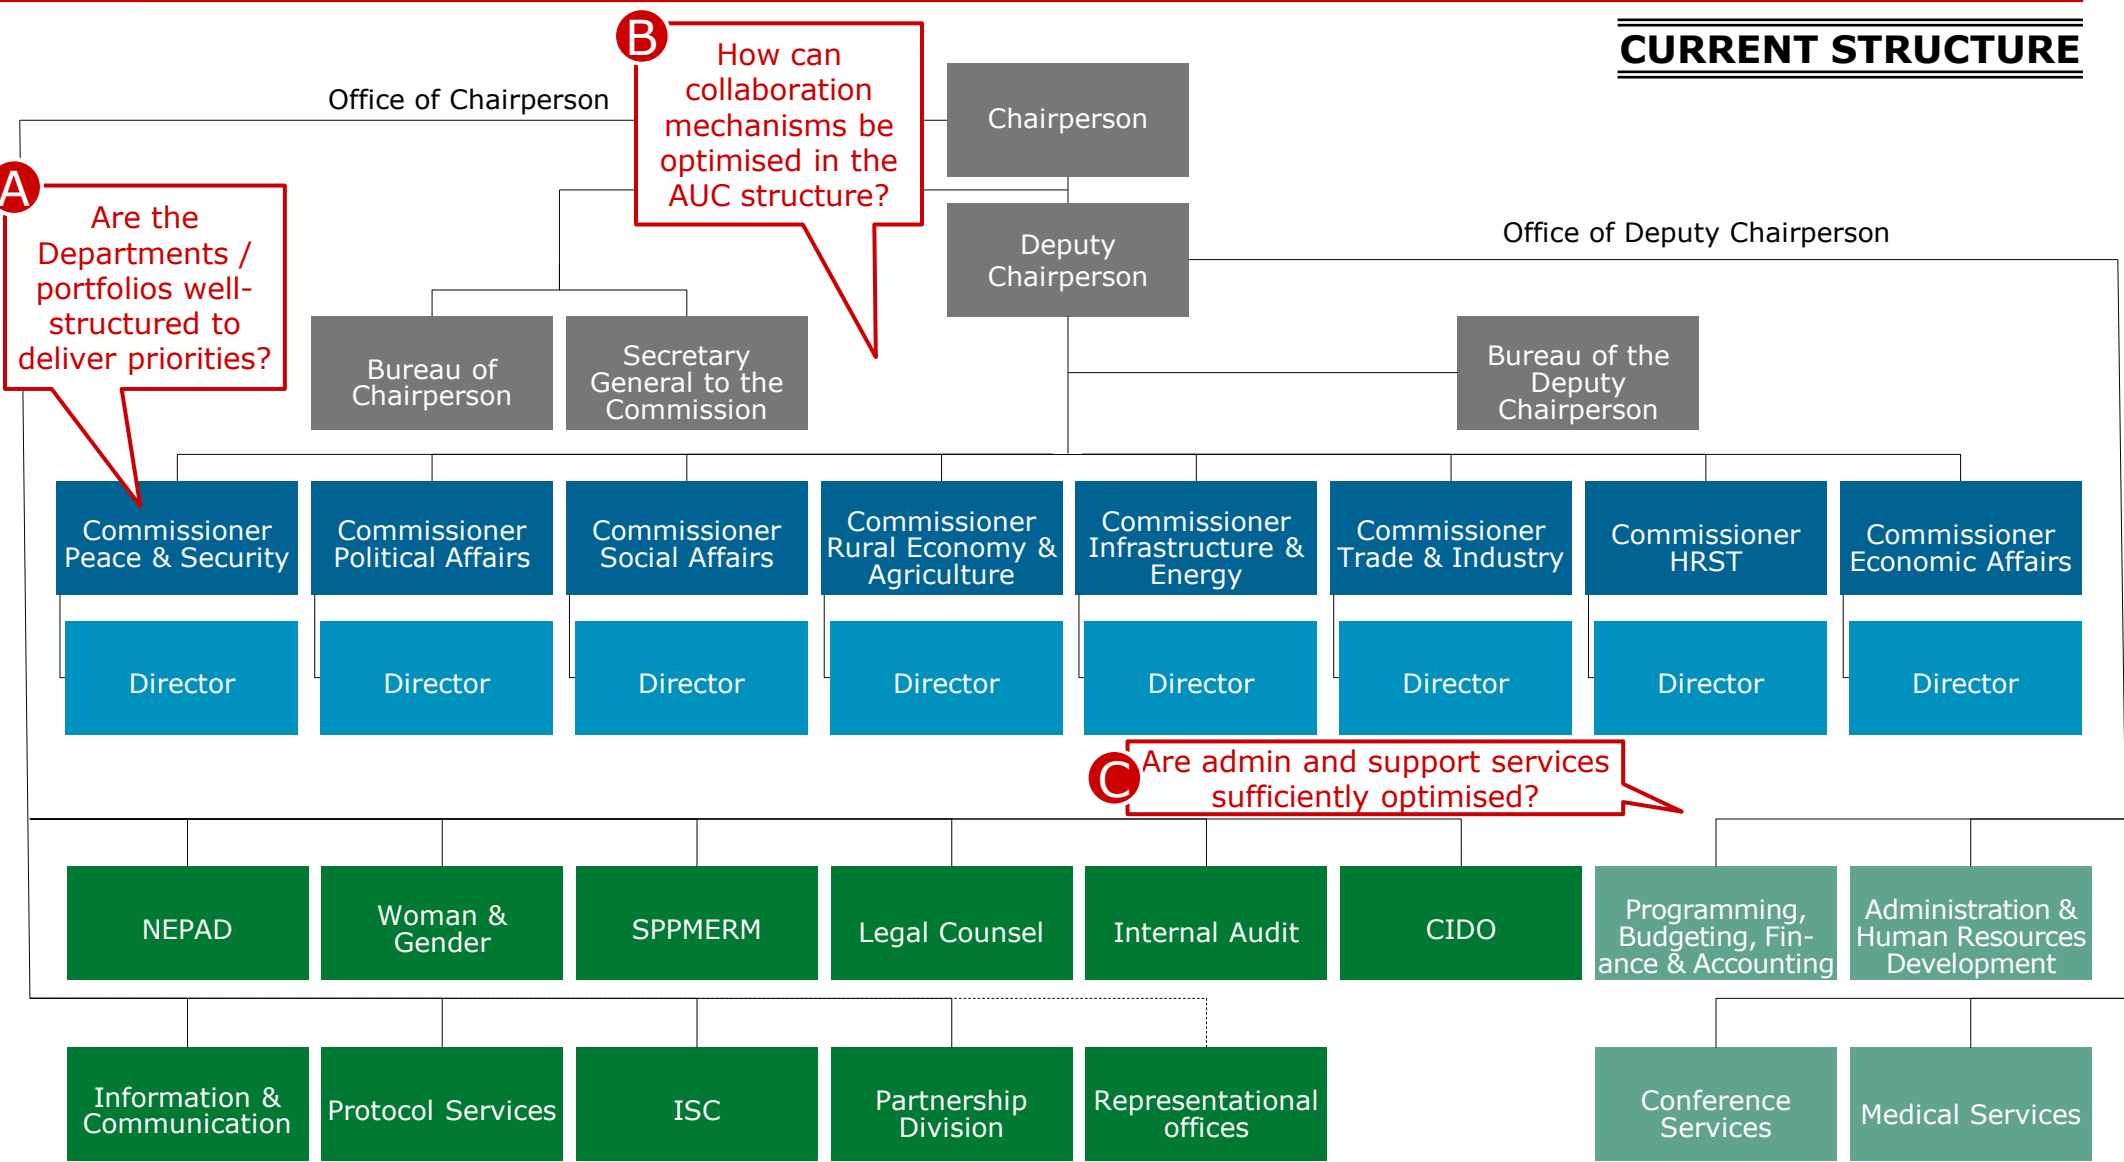 CURRENT STRUCTURE
B
How can
collaboration
mechanisms be
optimised in the
AUC structure?
Office of Chairperson
Chairperson
A
Are the
Departments /
portfolios well-
structured to
deliver priorities?
Deputy
Chairperson
Office of Deputy Chairperson
Bureau of
Chairperson
Secretary
General to the
Commission
Bureau of the
Deputy
Chairperson
Commissioner
Peace & Security
Commissioner
Political Affairs
Commissioner
Social Affairs
Commissioner
Rural Economy &
Agriculture
Commissioner
Infrastructure &
Energy
Commissioner
Trade & Industry
Commissioner
HRST
Commissioner
Economic Affairs
Director
Director
Director
Director
Director
Director
Director
Director
C
Are admin and support services
sufficiently optimised?
NEPAD
Woman &
Gender
SPPMERM
Legal Counsel
Internal Audit
CIDO
Programming,
Budgeting, Fin-
ance & Accounting
Administration &
Human Resources
Development
Information &
Communication
Protocol Services
ISC
Partnership
Division
Representational
offices
Conference
Services
Medical Services